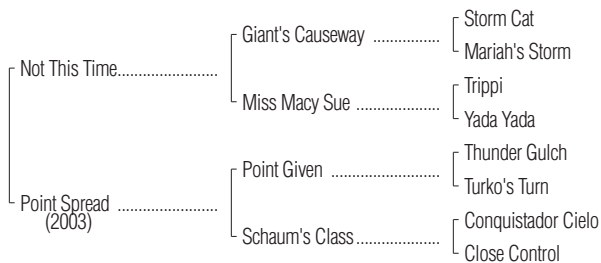 Storm Cat
Giant's Causeway ................
Mariah's Storm
Not This Time.......................
Trippi
Miss Macy Sue ....................
Yada Yada
Thunder Gulch
Point Given ..........................
Turko's Turn
Point Spread .......................
(2003)
Conquistador Cielo
Schaum's Class....................
Close Control